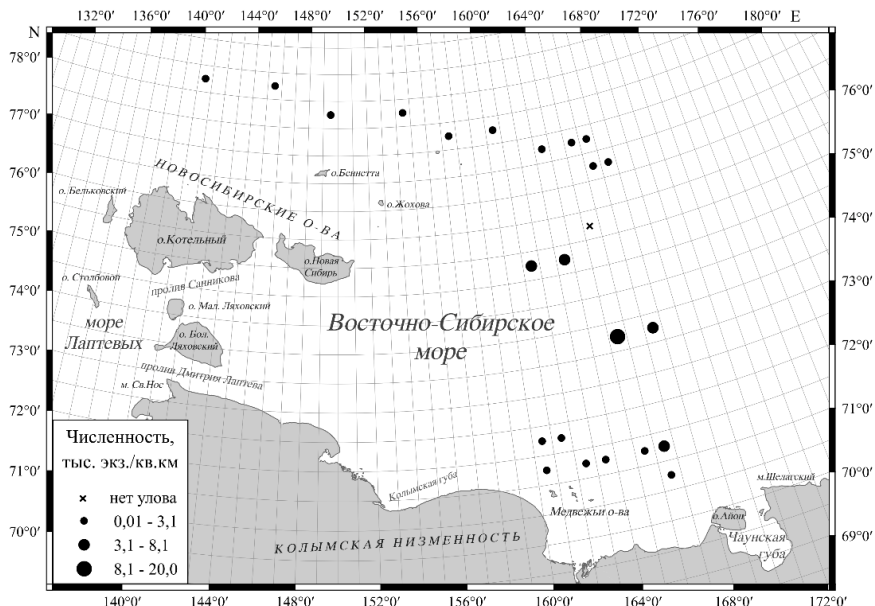 132°0′ 136°0′ 140°0′ 144°0′ 148°0′ 152°0′ 156°0′ 160°0′ 164°0′ 168°0′ 172°0′ 176°0′ 180°0′ E
N
78°0′
77°0′
76°0′
75°0′
74°0′
73°0′
72°0′
71°0′
70°0′
76°0′
75°0′
74°0′
73°0′
72°0′
71°0′
70°0′
69°0′
НОВОСИБИРСКИЕ О-ВА
о.Беннетта
о. Бельковский
о.Жохова
о.Котельный
о.Новая
Сибирь
о. Столбовой
пролив Санникова
о. Мал. Ляховский
море
Лаптевых
о. Бол.
Ляховский
Восточно-Сибирское
море
пролив Дмитрия Лаптева
м. Св.Нос
Колымская губа
Медвежьи о-ва
м.Шелагский
о.Айон
Чаунская
губа
КОЛЫМСКАЯ НИЗМЕННОСТЬ
Численность,
тыс. экз./кв.км
нет улова
0,01 - 3,1
3,1 - 8,1
8,1 - 20,0
140°0′ 144°0′ 148°0′ 152°0′ 156°0′ 160°0′ 164°0′ 168°0′ 172°0′